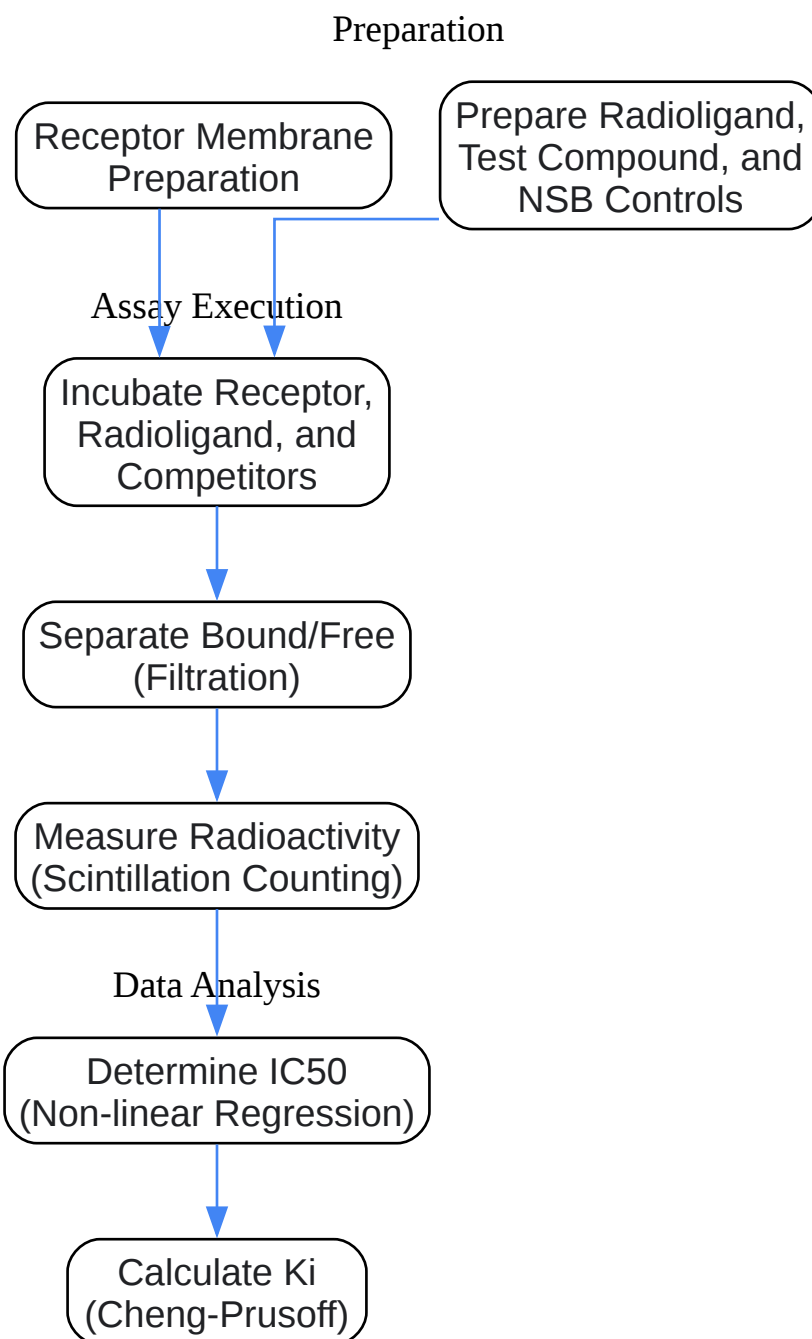 Preparation
Receptor Membrane
Preparation
Prepare Radioligand,
Test Compound, and
NSB Controls
Assay Execution
Incubate Receptor,
Radioligand, and
Competitors
Separate Bound/Free
(Filtration)
Measure Radioactivity
(Scintillation Counting)
Data Analysis
Determine IC50
(Non-linear Regression)
Calculate Ki
(Cheng-Prusoff)